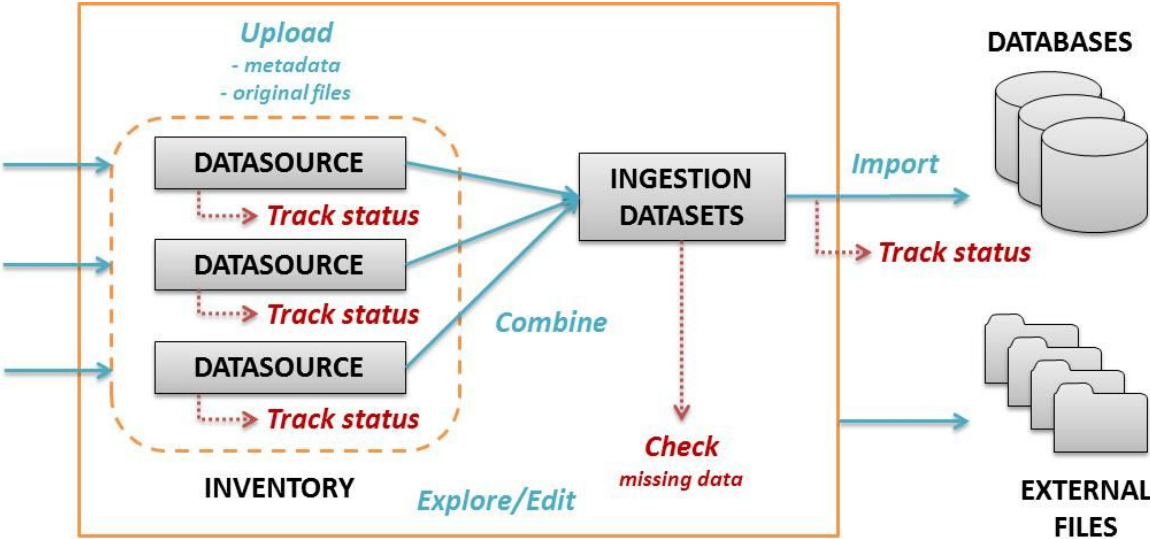 Upload
- metadata
- original files
DATASOURCE
Track status
DATASOURCE
Track status
DATASOURCE
Track status
INVENTORY
Combine
Explore/Edit
INGESTION
DATASETS
Check
missing data
Import
Track status
DATABASES
EXTERNAL
FILES